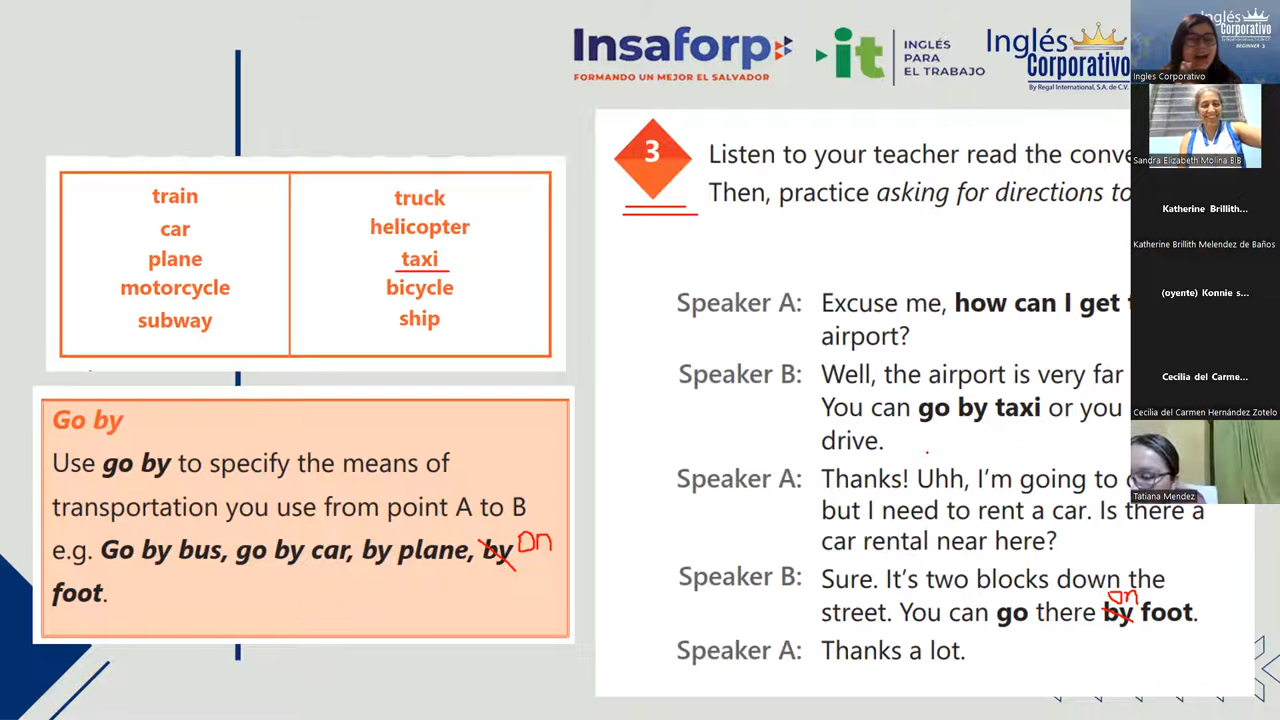 Insaforp
FORMANDO UN MEJOR EL SALVADOR
it
INGLÉS
PARA
EL TRABAJO
Inglés
Corporativo
By Regal International, S.A. de C.V.
Inglés
Corporativo
BEGINNER 2
Ingles Corporativo
Sandra Elizabeth Molina BiB
Katherine Brillith...
Katherine Brillith Melendez de Baños
(oyente) Konnie s...
Cecilia del Carme...
Cecilia del Carmen Hernández Zotelo
Tatiana Mendez
train
car
plane
motorcycle
subway
truck
helicopter
taxi
bicycle
ship
Go by
Use go by to specify the means of
transportation you use from point A to B
e.g. Go by bus, go by car, by plane, by on
foot.
3
Listen to your teacher read the conve
Then, practice asking for directions to
Speaker A: Excuse me, how can I get
airport?
Speaker B: Well, the airport is very far
You can go by taxi or you
drive.
Speaker A: Thanks! Uhh, I'm going to
but I need to rent a car. Is there a
car rental near here?
Speaker B: Sure. It's two blocks down the
street. You can go there by on foot.
Speaker A: Thanks a lot.